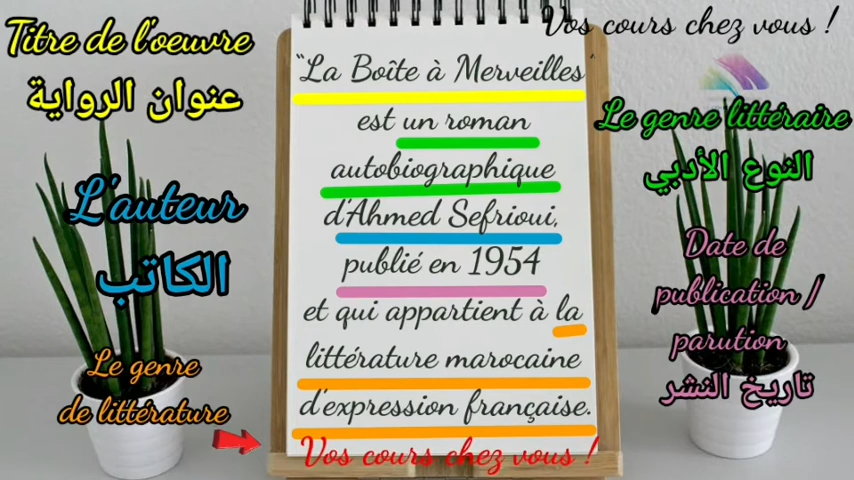 Vos cours chez vous !
Titre de l'oeuvre
عنوان الرواية
L'auteur
الكاتب
Le genre
de littérature
"La Boîte à Merveilles"
est un roman
autobiographique
d'Ahmed Sefrioui,
publié en 1954
et qui appartient à la
littérature marocaine
d'expression française.
Vos cours chez vous !
Le genre littéraire
النوع الأدبي
Date de
publication /
parution
تاريخ النشر